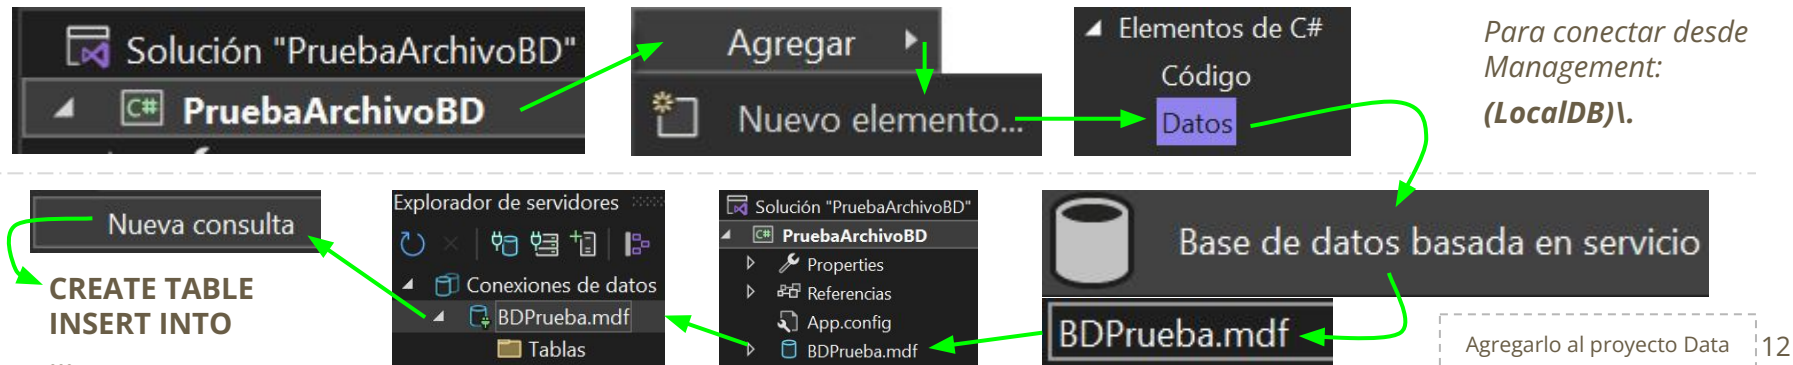 Solución "PruebaArchivoBD"
C# PruebaArchivoBD
Agregar
Nuevo elemento...
Elementos de C#
Código
Datos
Para conectar desde
Management:
(LocalDB)\.
Nueva consulta
CREATE TABLE
INSERT INTO
...
Explorador de servidores
Conexiones de datos
BDPrueba.mdf
Tablas
Solución "PruebaArchivoBD"
C# PruebaArchivoBD
Properties
Referencias
App.config
BDPrueba.mdf
Base de datos basada en servicio
BDPrueba.mdf
Agregarlo al proyecto Data
12